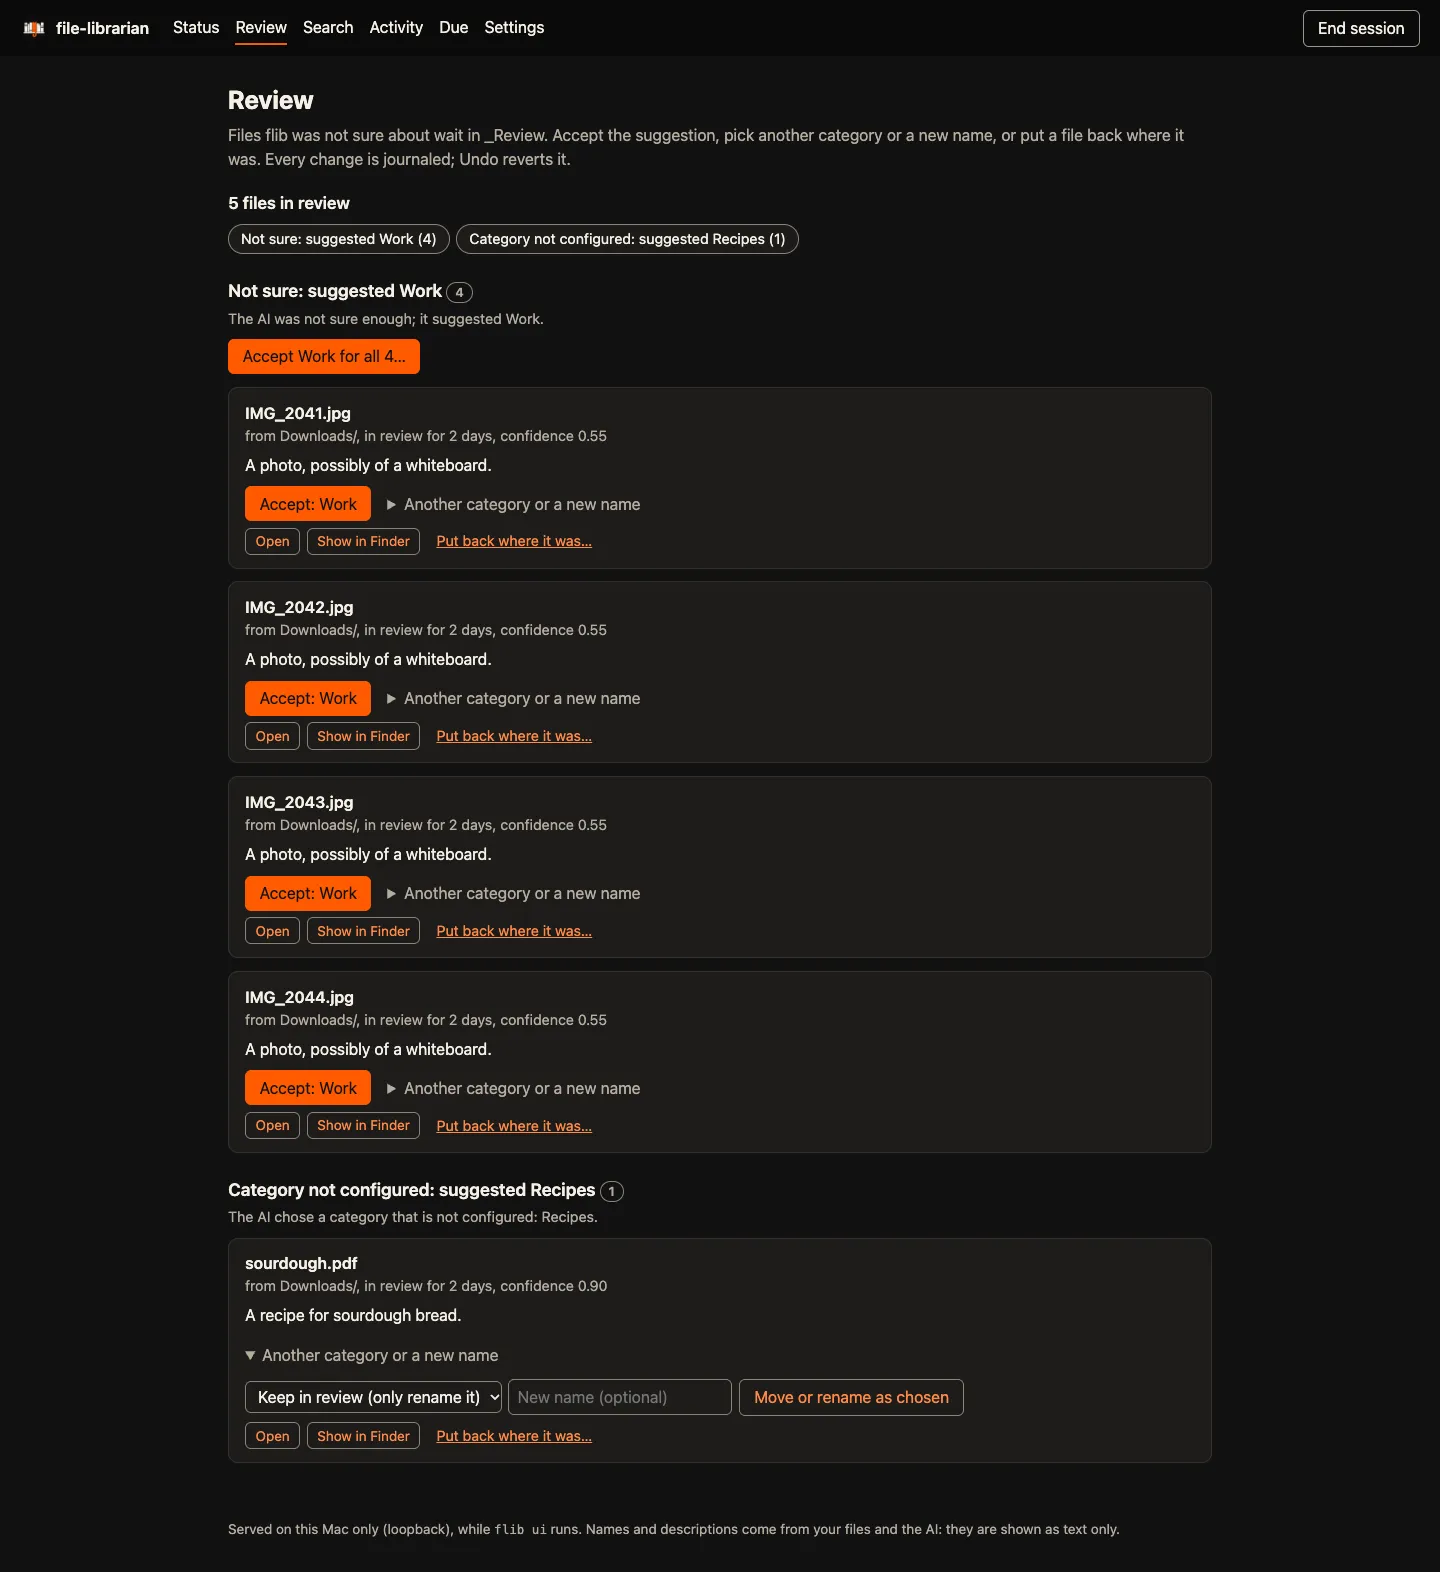 file-librarian Status Review Search Activity Due Settings End session
Review
Files flib was not sure about wait in _Review. Accept the suggestion, pick another category or a new name, or put a file back where it
was. Every change is journaled; Undo reverts it.
5 files in review
Not sure: suggested Work (4) Category not configured: suggested Recipes (1)
Not sure: suggested Work 4
The AI was not sure enough; it suggested Work.
Accept Work for all 4...
IMG_2041.jpg
from Downloads/, in review for 2 days, confidence 0.55
A photo, possibly of a whiteboard.
Accept: Work ▶ Another category or a new name
Open Show in Finder Put back where it was...
IMG_2042.jpg
from Downloads/, in review for 2 days, confidence 0.55
A photo, possibly of a whiteboard.
Accept: Work ▶ Another category or a new name
Open Show in Finder Put back where it was...
IMG_2043.jpg
from Downloads/, in review for 2 days, confidence 0.55
A photo, possibly of a whiteboard.
Accept: Work ▶ Another category or a new name
Open Show in Finder Put back where it was...
IMG_2044.jpg
from Downloads/, in review for 2 days, confidence 0.55
A photo, possibly of a whiteboard.
Accept: Work ▶ Another category or a new name
Open Show in Finder Put back where it was...
Category not configured: suggested Recipes 1
The AI chose a category that is not configured: Recipes.
sourdough.pdf
from Downloads/, in review for 2 days, confidence 0.90
A recipe for sourdough bread.
▼ Another category or a new name
Keep in review (only rename it) New name (optional) Move or rename as chosen
Open Show in Finder Put back where it was...
Served on this Mac only (loopback), while flib ui runs. Names and descriptions come from your files and the AI: they are shown as text only.